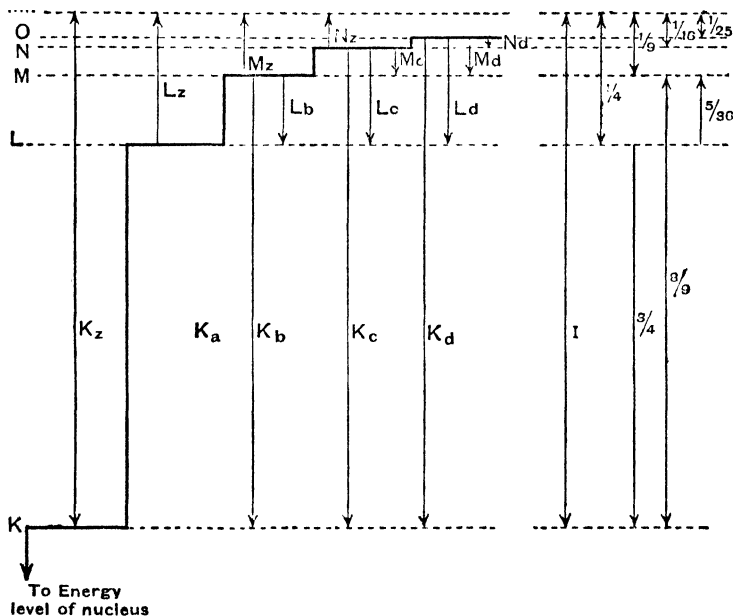 O
N
M
L
K
Kz
Lz
Mz
Nz
Nd
Mc
Md
Lb
Lc
Ld
Ka
Kb
Kc
Kd
I
1/4
1/9
1/16
1/25
5/36
3/4
8/9
To Energy
level of nucleus